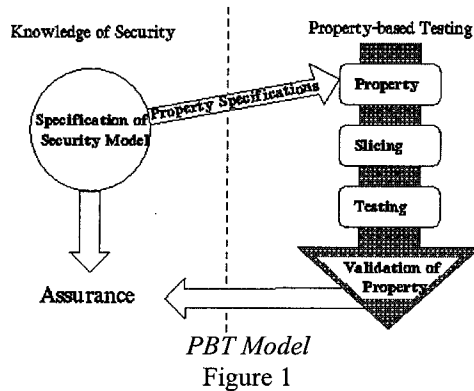 Knowledge of Security
Property-based Testing
Property Specifications
Property
Specification of
Security Model
Slicing
Testing
Validation of
Property
Assurance
PBT Model
Figure 1